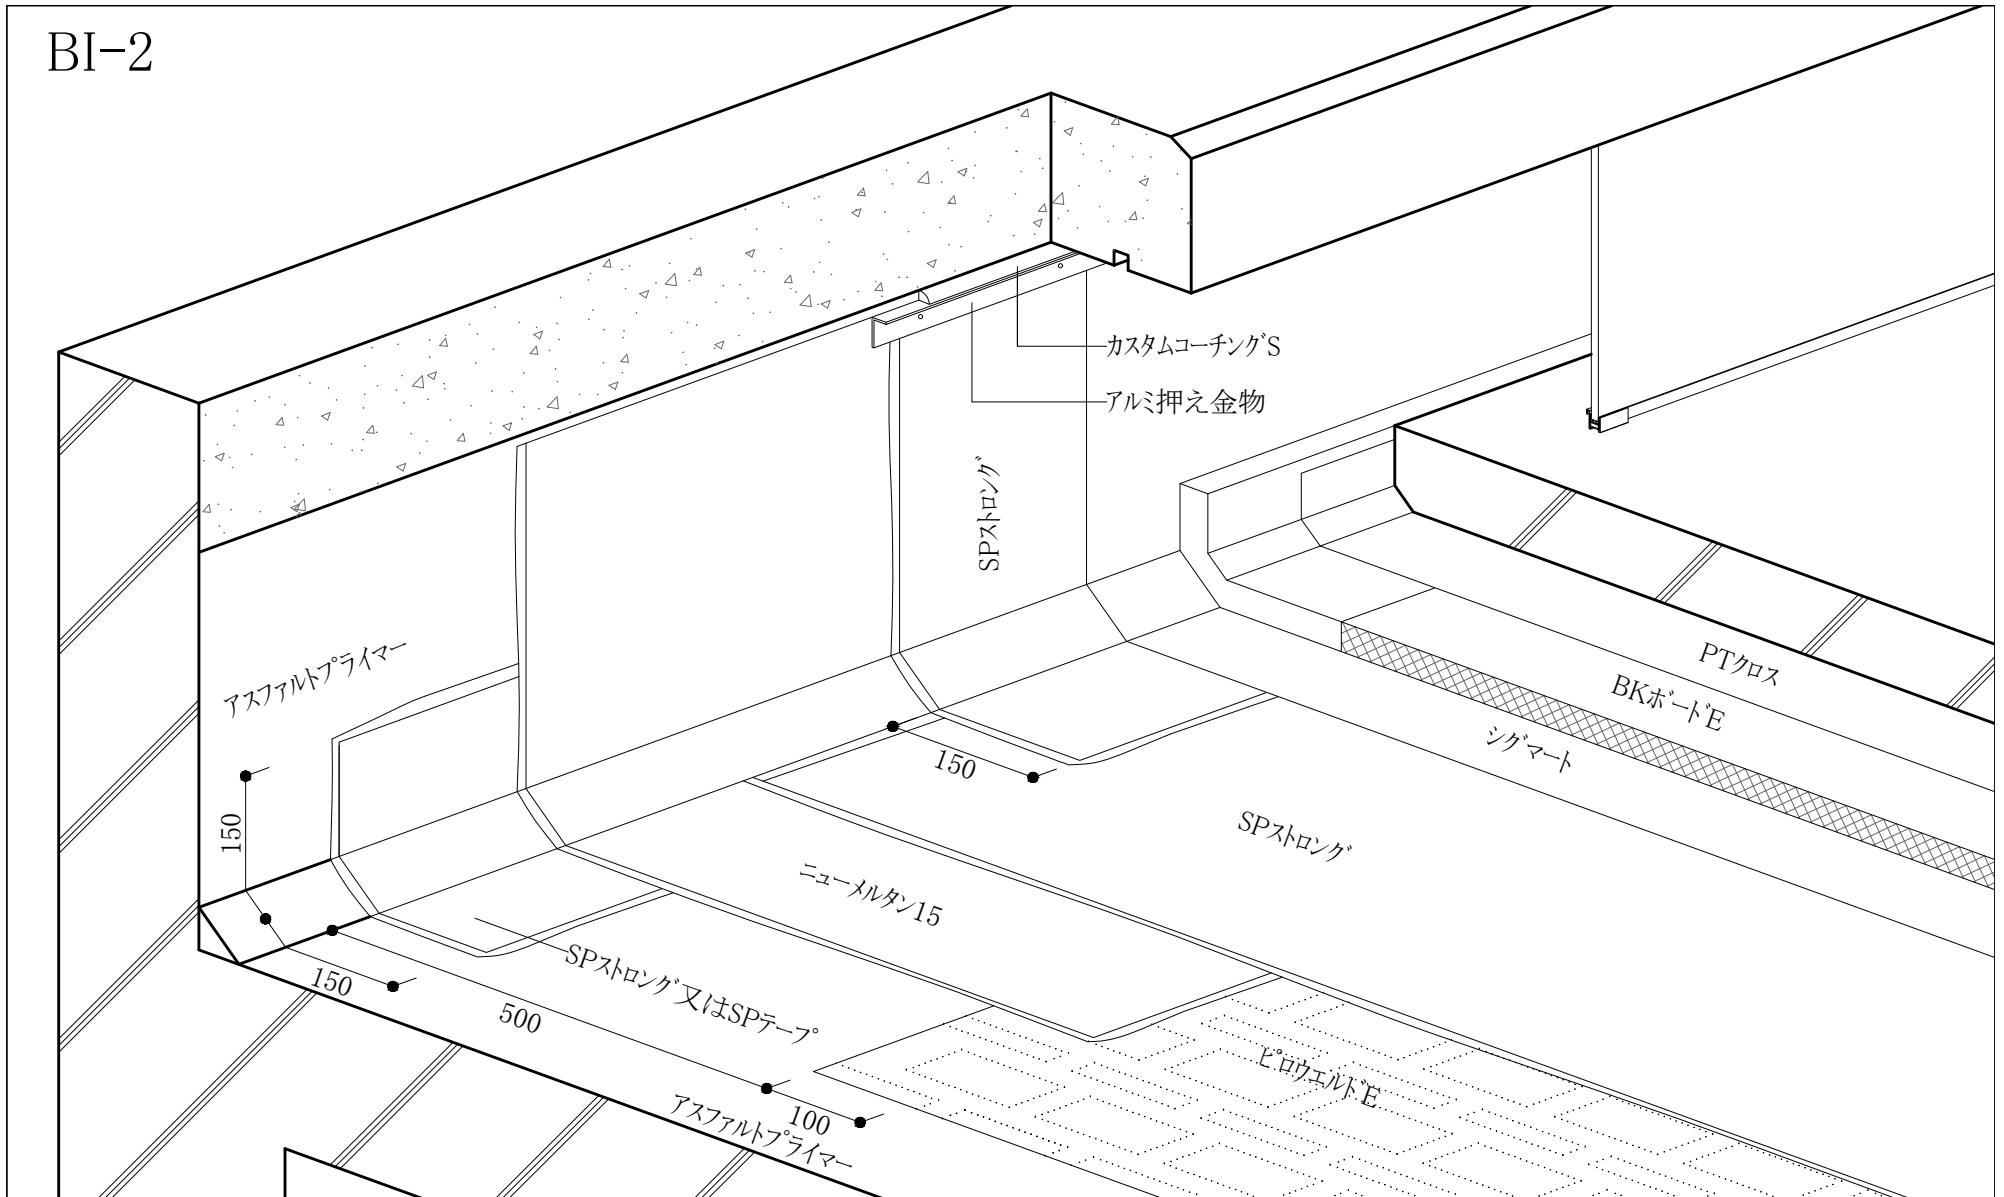 BI-2
カスタムコーチングS
アルミ押え金物
SPストロング
アスファルトプライマー
PTクロス
BKボードE
シグマート
150
150
SPストロング
ニューメルタン15
SPストロング又はSPテープ
150
500
ピロウエルドE
100
アスファルトプライマー